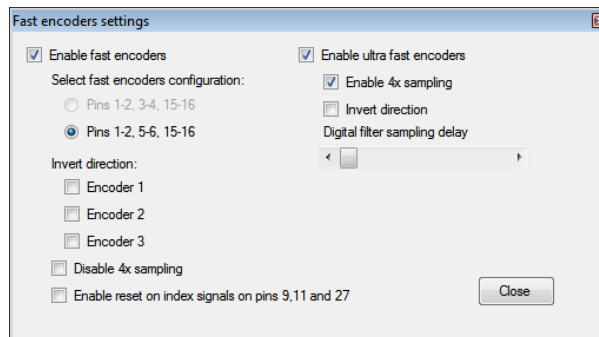 Fast encoders settings
Enable fast encoders
Select fast encoders configuration:
Pins 1-2, 3-4, 15-16
Pins 1-2, 5-6, 15-16
Invert direction:
Encoder 1
Encoder 2
Encoder 3
Disable 4x sampling
Enable reset on index signals on pins 9,11 and 27
Enable ultra fast encoders
Enable 4x sampling
Invert direction
Digital filter sampling delay
Close